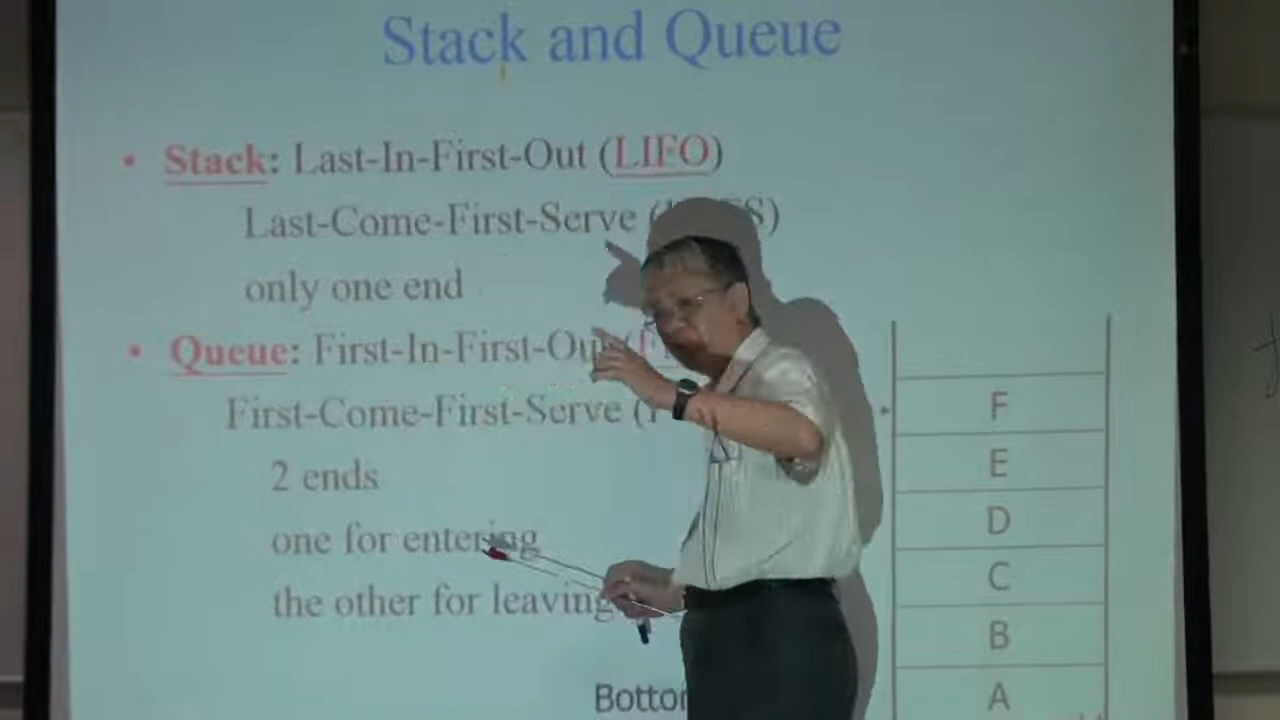 Stack and Queue
• Stack: Last-In-First-Out (LIFO)
Last-Come-First-Serve
only one end
• Queue: First-In-First-Out
First-Come-First-Serve
2 ends
one for entering
the other for leaving
F
E
D
C
B
A